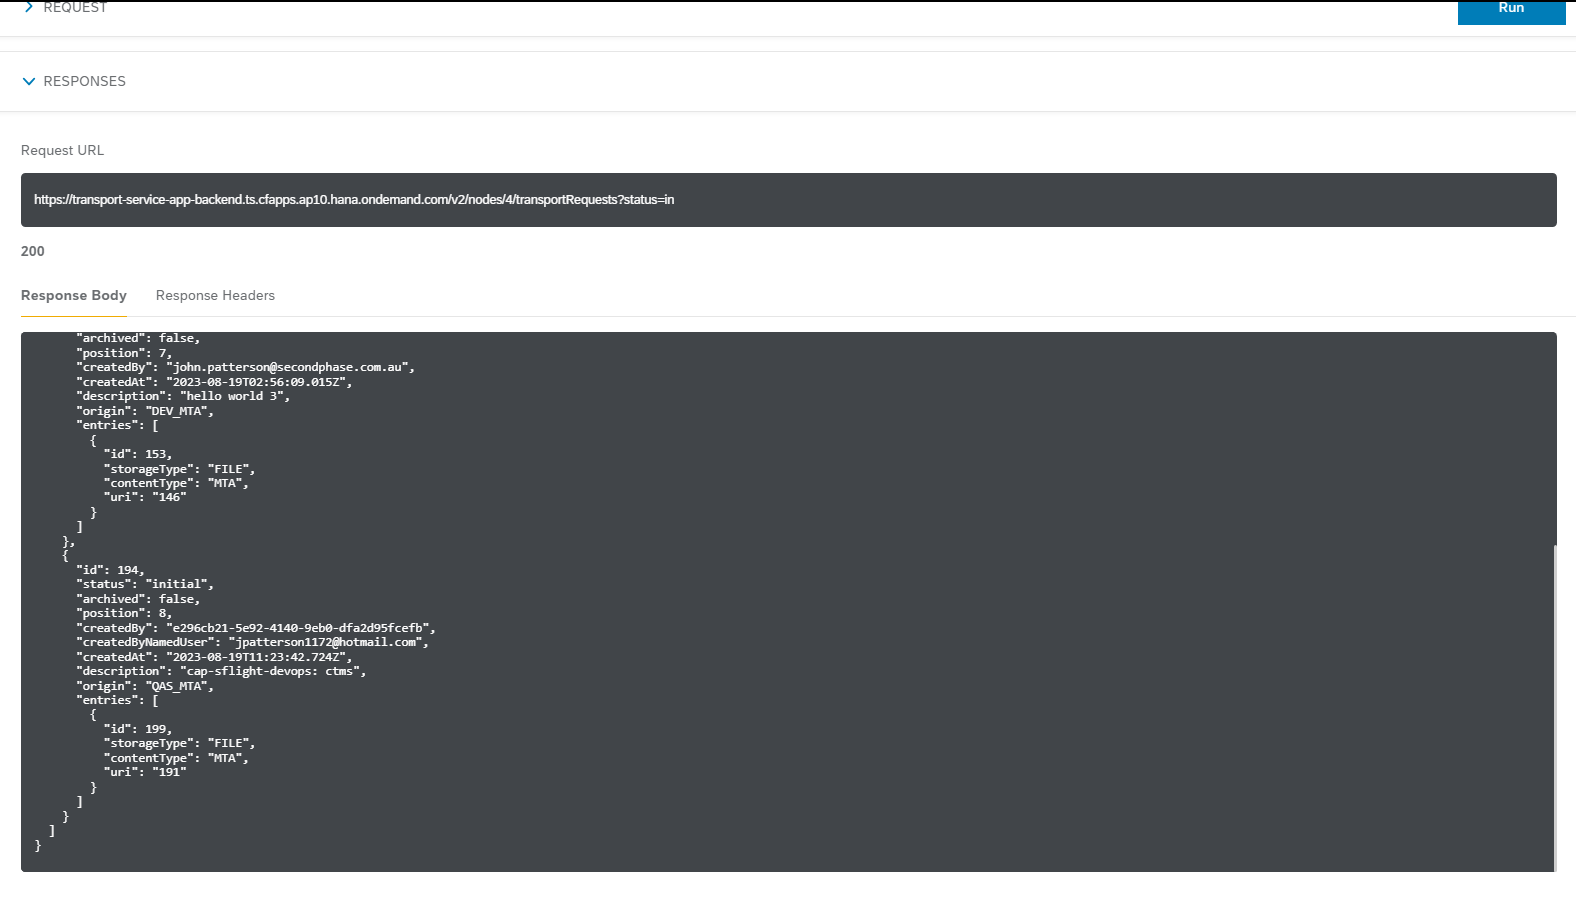 REQUEST
Run
RESPONSES
Request URL
https://transport-service-app-backend.ts.cfapps.ap10.hana.ondemand.com/v2/nodes/4/transportRequests?status=in
200
Response Body Response Headers
"archived": false,
"position": 7,
"createdBy": "john.patterson@secondphase.com.au",
"createdAt": "2023-08-19T02:56:09.015Z",
"description": "hello world 3",
"origin": "DEV_MTA",
"entries": [
{
"id": 153,
"storageType": "FILE",
"contentType": "MTA",
"uri": "146"
}
]
},
{
"id": 194,
"status": "initial",
"archived": false,
"position": 8,
"createdBy": "e296cb21-5e92-4140-9eb0-dfa2d95fcefb",
"createdByNamedUser": "jpatterson1172@hotmail.com",
"createdAt": "2023-08-19T11:23:42.724Z",
"description": "cap-sflight-devops: ctms",
"origin": "QAS_MTA",
"entries": [
{
"id": 199,
"storageType": "FILE",
"contentType": "MTA",
"uri": "191"
}
]
}
]
}